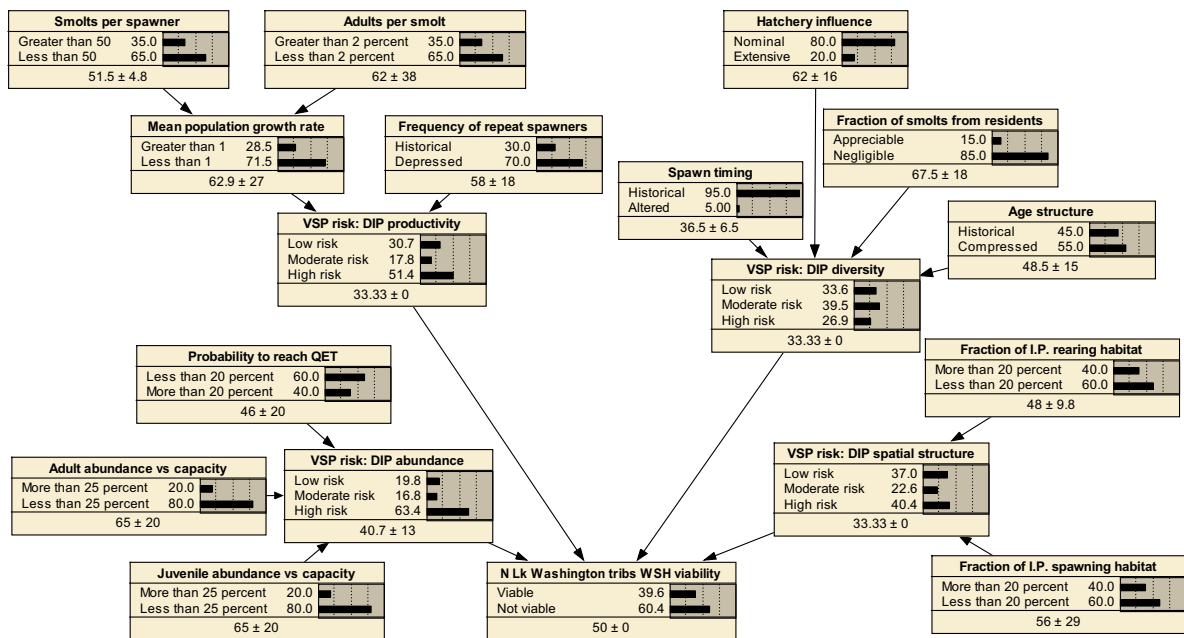 Smolts per spawner
Greater than 50 35.0
Less than 50 65.0
51.5 ± 4.8
Adults per smolt
Greater than 2 percent 35.0
Less than 2 percent 65.0
62 ± 38
Hatchery influence
Nominal 80.0
Extensive 20.0
62 ± 16
Mean population growth rate
Greater than 1 28.5
Less than 1 71.5
62.9 ± 27
Frequency of repeat spawners
Historical 30.0
Depressed 70.0
58 ± 18
Fraction of smolts from residents
Appreciable 15.0
Negligible 85.0
67.5 ± 18
Spawn timing
Historical 95.0
Altered 5.00
36.5 ± 6.5
Age structure
Historical 45.0
Compressed 55.0
48.5 ± 15
VSP risk: DIP productivity
Low risk 30.7
Moderate risk 17.8
High risk 51.4
33.33 ± 0
VSP risk: DIP diversity
Low risk 33.6
Moderate risk 39.5
High risk 26.9
33.33 ± 0
Probability to reach QET
Less than 20 percent 60.0
More than 20 percent 40.0
46 ± 20
Fraction of I.P. rearing habitat
More than 20 percent 40.0
Less than 20 percent 60.0
48 ± 9.8
Adult abundance vs capacity
More than 25 percent 20.0
Less than 25 percent 80.0
65 ± 20
VSP risk: DIP abundance
Low risk 19.8
Moderate risk 16.8
High risk 63.4
40.7 ± 13
VSP risk: DIP spatial structure
Low risk 37.0
Moderate risk 22.6
High risk 40.4
33.33 ± 0
Juvenile abundance vs capacity
More than 25 percent 20.0
Less than 25 percent 80.0
65 ± 20
N Lk Washington tribs WSH viability
Viable 39.6
Not viable 60.4
50 ± 0
Fraction of I.P. spawning habitat
More than 20 percent 40.0
Less than 20 percent 60.0
56 ± 29